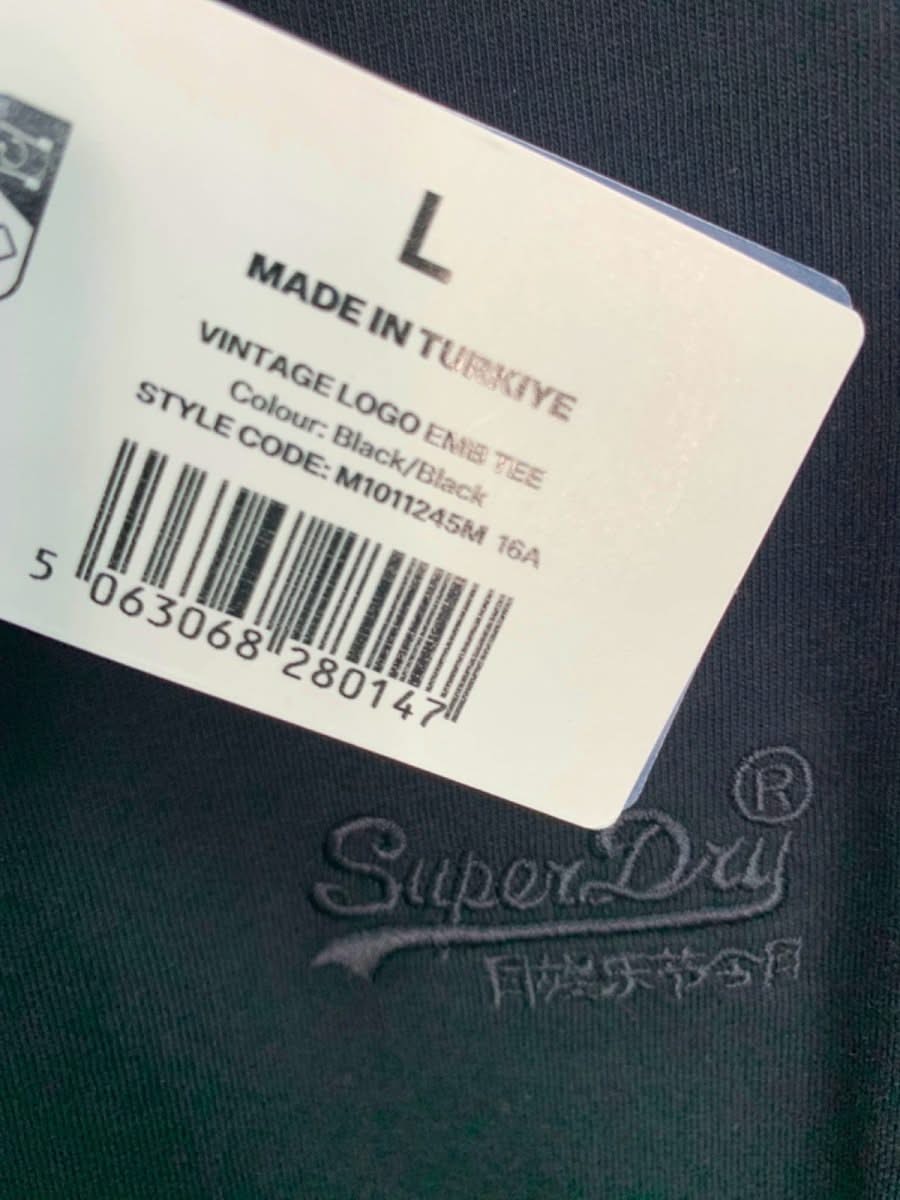 L
MADE IN TURKIYE
VINTAGE LOGO EMB TEE
Colour: Black/Black
STYLE CODE: M1011245M 16A
5 063068 280147
®
SuperDry